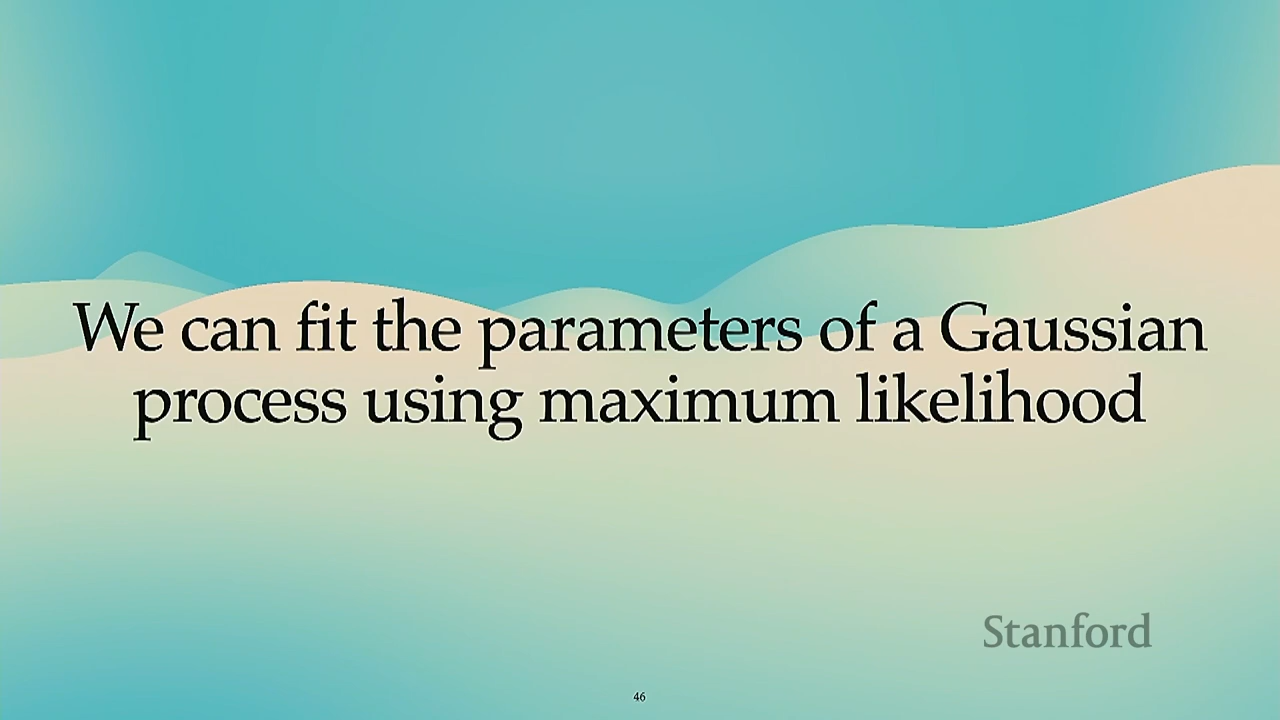 We can fit the parameters of a Gaussian
process using maximum likelihood
Stanford
46